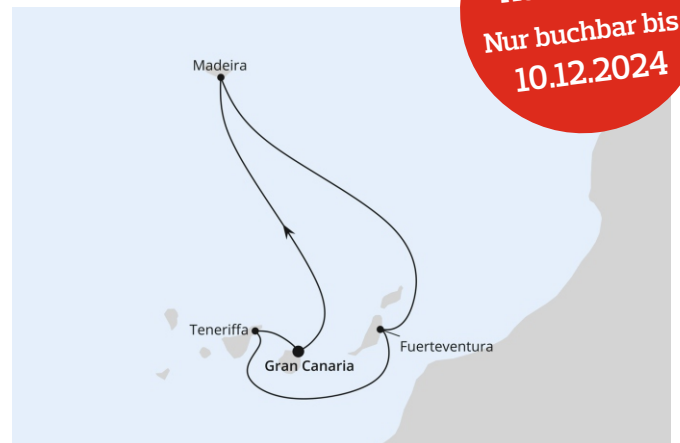 Nur buchbar bis
10.12.2024
Madeira
Teneriffa
Gran Canaria
Fuerteventura